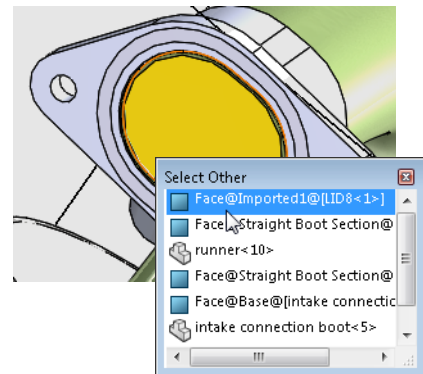 Select Other
Face@Imported1@[LID8<1>]
Face@Straight Boot Section@
runner<10>
Face@Straight Boot Section@
Face@Base@[intake connectic
intake connection boot<5>